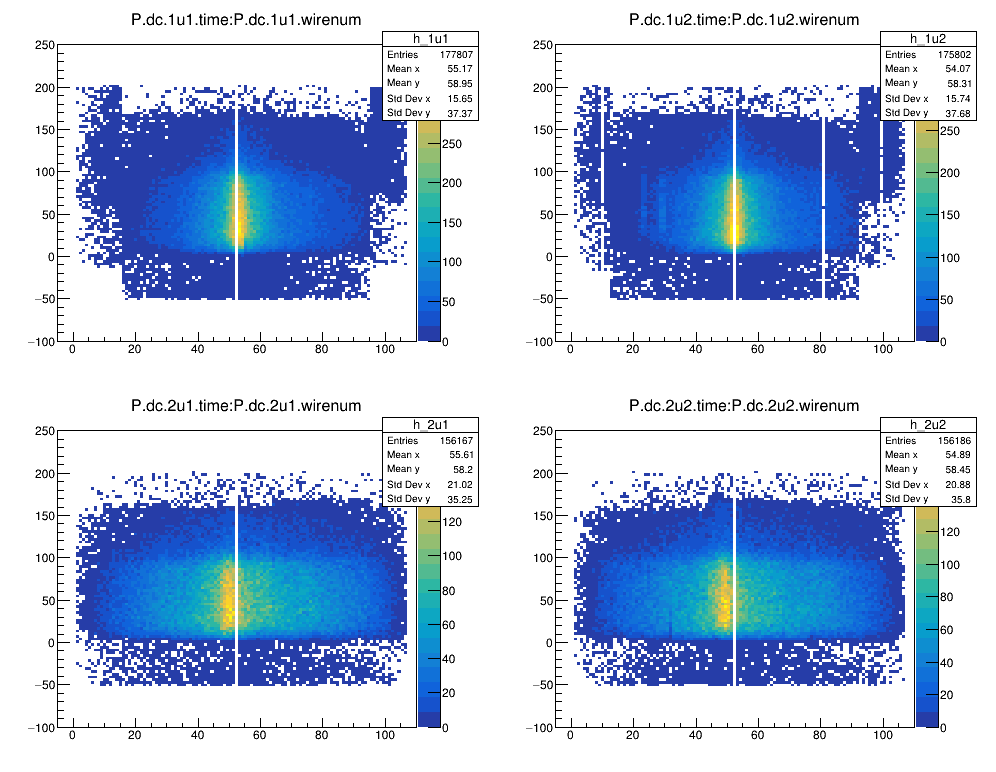 P.dc.1u1.time:P.dc.1u1.wirenum
h_1u1
Entries 177807
Mean x 55.17
Mean y 58.95
Std Dev x 15.65
Std Dev y 37.37
250
200
150
100
50
0
−50
−100
0 20 40 60 80 100
250
200
150
100
50
0
P.dc.1u2.time:P.dc.1u2.wirenum
h_1u2
Entries 175802
Mean x 54.07
Mean y 58.31
Std Dev x 15.74
Std Dev y 37.68
250
200
150
100
50
0
−50
−100
0 20 40 60 80 100
250
200
150
100
50
0
P.dc.2u1.time:P.dc.2u1.wirenum
h_2u1
Entries 156167
Mean x 55.61
Mean y 58.2
Std Dev x 21.02
Std Dev y 35.25
250
200
150
100
50
0
−50
−100
0 20 40 60 80 100
120
100
80
60
40
20
0
P.dc.2u2.time:P.dc.2u2.wirenum
h_2u2
Entries 156186
Mean x 54.89
Mean y 58.45
Std Dev x 20.88
Std Dev y 35.8
250
200
150
100
50
0
−50
−100
0 20 40 60 80 100
120
100
80
60
40
20
0